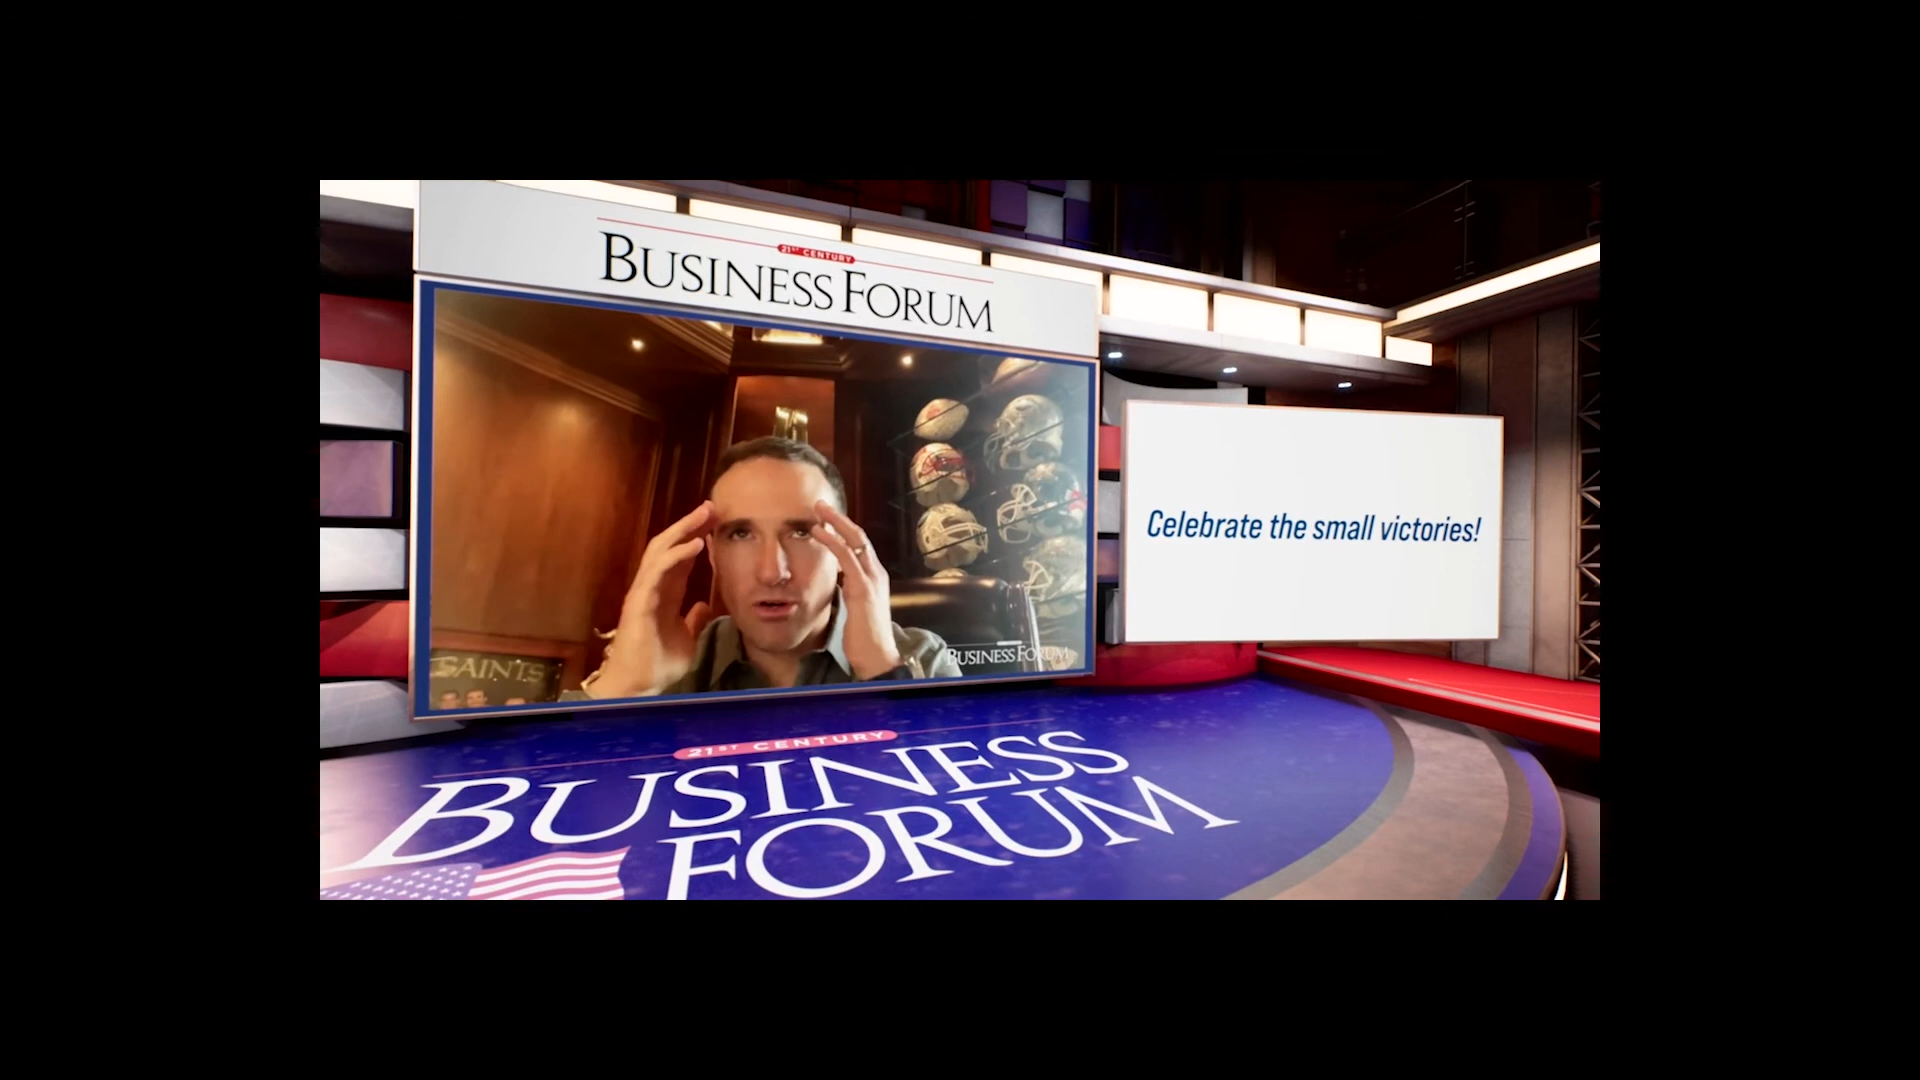 21ST CENTURY
BUSINESS FORUM
SAINTS
BUSINESS FORUM
Celebrate the small victories!
21ST CENTURY
BUSINESS
FORUM